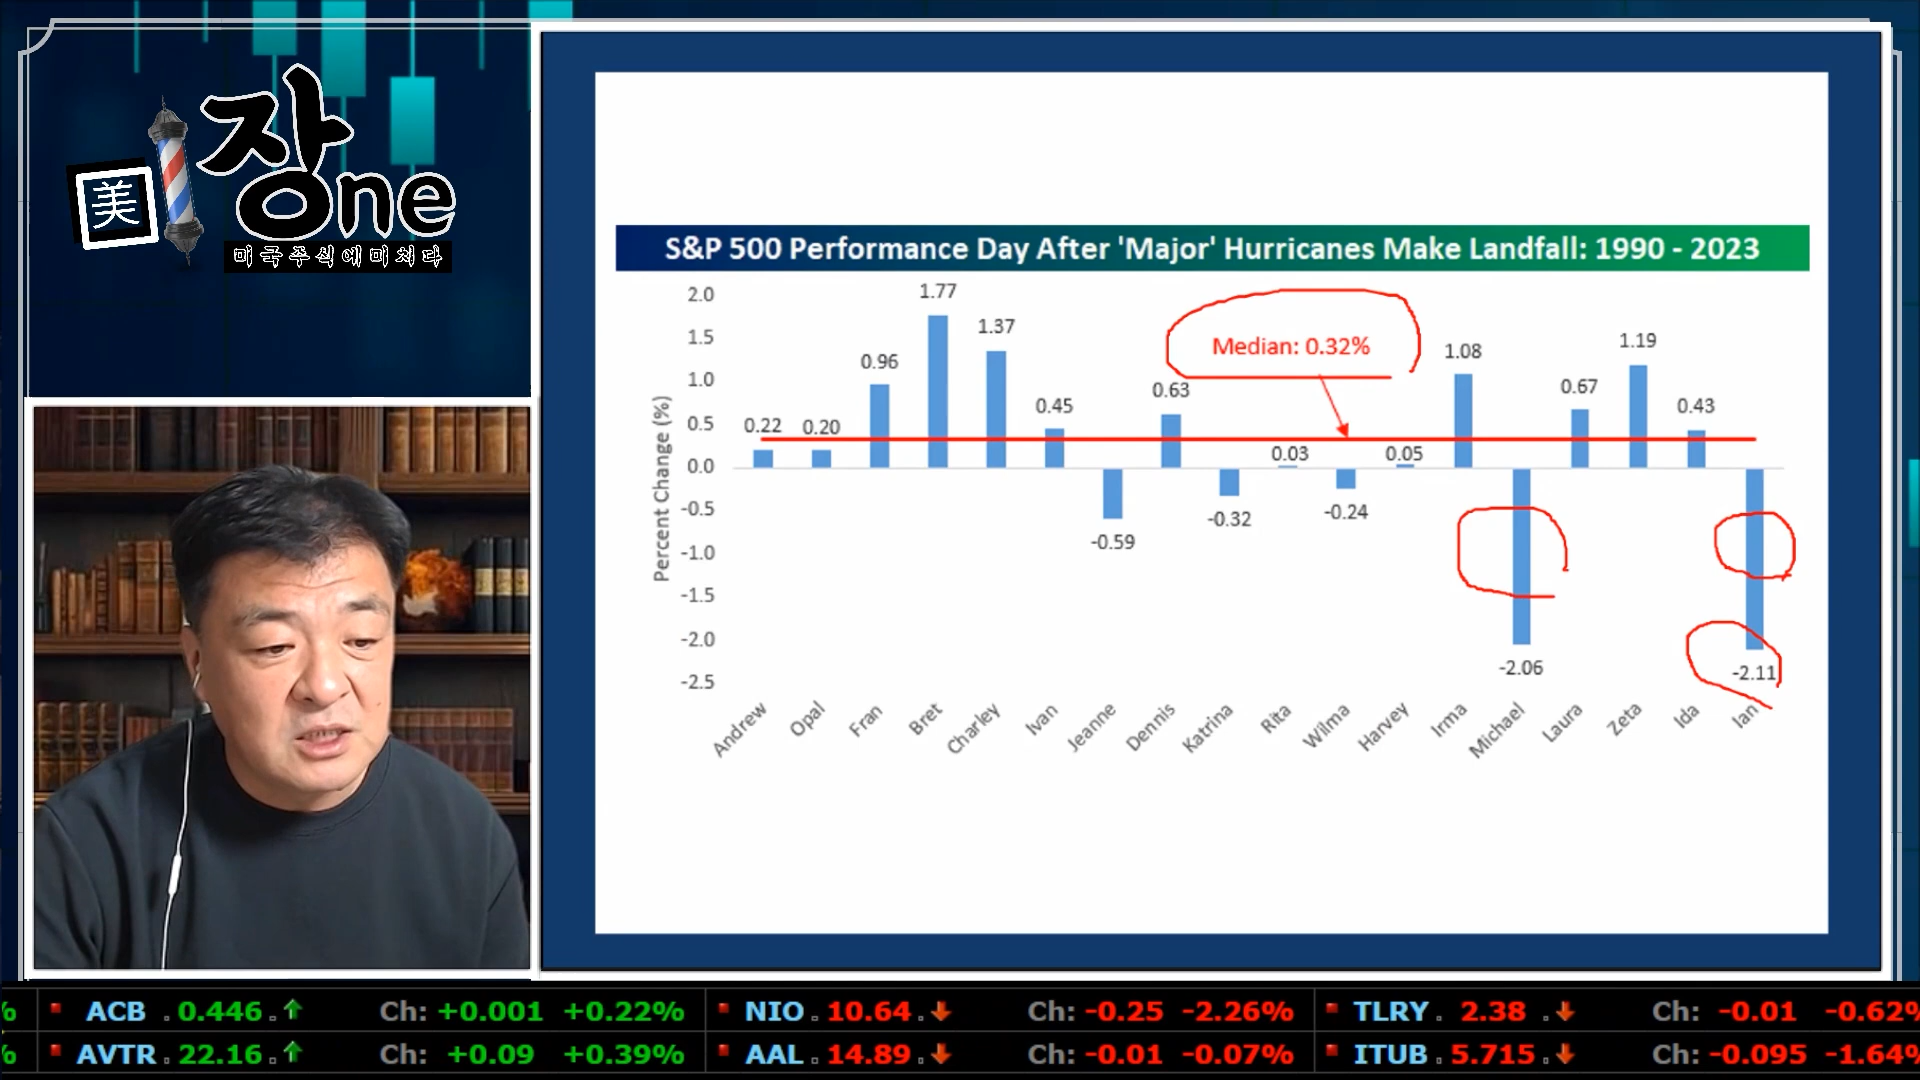 美 장one
미국주식에미치다
S&P 500 Performance Day After 'Major' Hurricanes Make Landfall: 1990 - 2023
Percent Change (%)
2.0
1.5
1.0
0.5
0.0
-0.5
-1.0
-1.5
-2.0
-2.5
Median: 0.32%
0.22 0.20 0.96 1.77 1.37 0.45 -0.59 0.63 -0.32 0.03 -0.24 0.05 1.08 -2.06 0.67 1.19 0.43 -2.11
Andrew Opal Fran Bret Charley Ivan Jeanne Dennis Katrina Rita Wilma Harvey Irma Michael Laura Zeta Ida Ian
% ACB 0.446 Ch: +0.001 +0.22% NIO 10.64 Ch: -0.25 -2.26% TLRY 2.38 Ch: -0.01 -0.62%
% AVTR 22.16 Ch: +0.09 +0.39% AAL 14.89 Ch: -0.01 -0.07% ITUB 5.715 Ch: -0.095 -1.64%